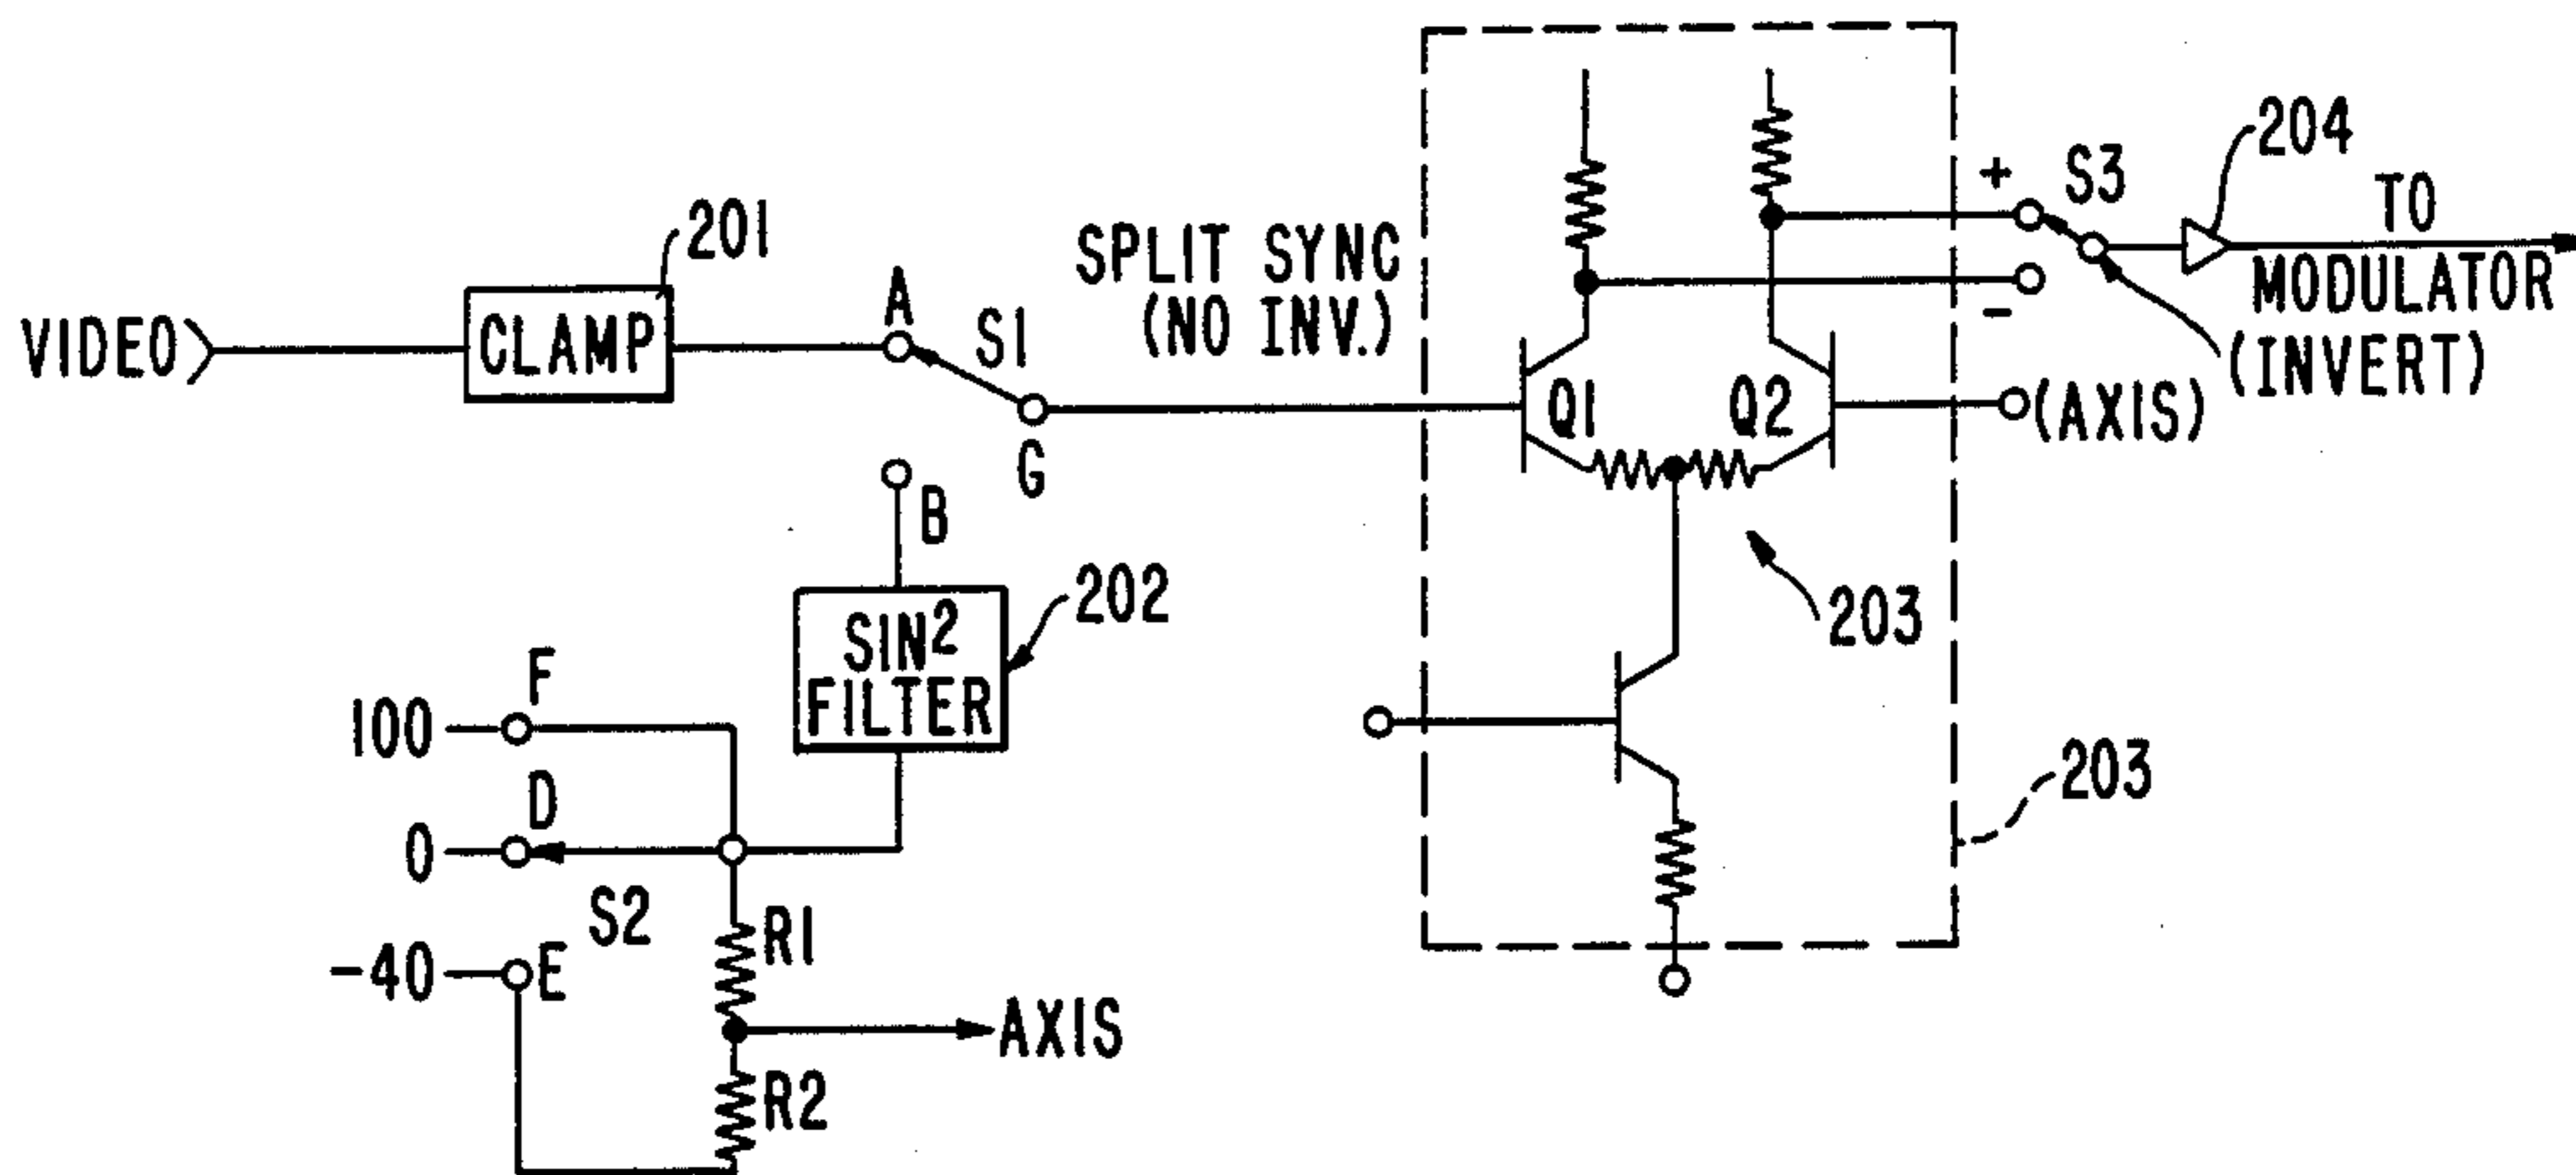 VIDEO
CLAMP
201
A
S1
G
B
SPLIT SYNC
(NO INV.)
SIN2
FILTER
202
100
F
0
D
S2
-40
E
R1
AXIS
R2
Q1
Q2
203
203
+
-
S3
204
TO
MODULATOR
(INVERT)
(AXIS)